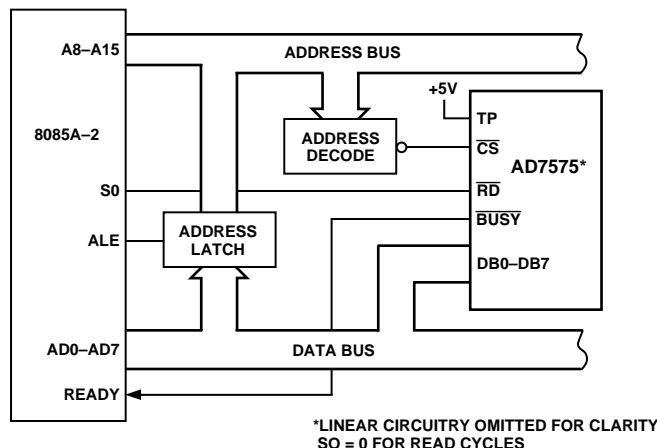 A8–A15
ADDRESS BUS
+5V
TP
8085A–2
ADDRESS
DECODE
CS
AD7575*
S0
RD
ADDRESS
LATCH
BUSY
ALE
DB0–DB7
AD0–AD7
DATA BUS
READY
*LINEAR CIRCUITRY OMITTED FOR CLARITY
SO = 0 FOR READ CYCLES